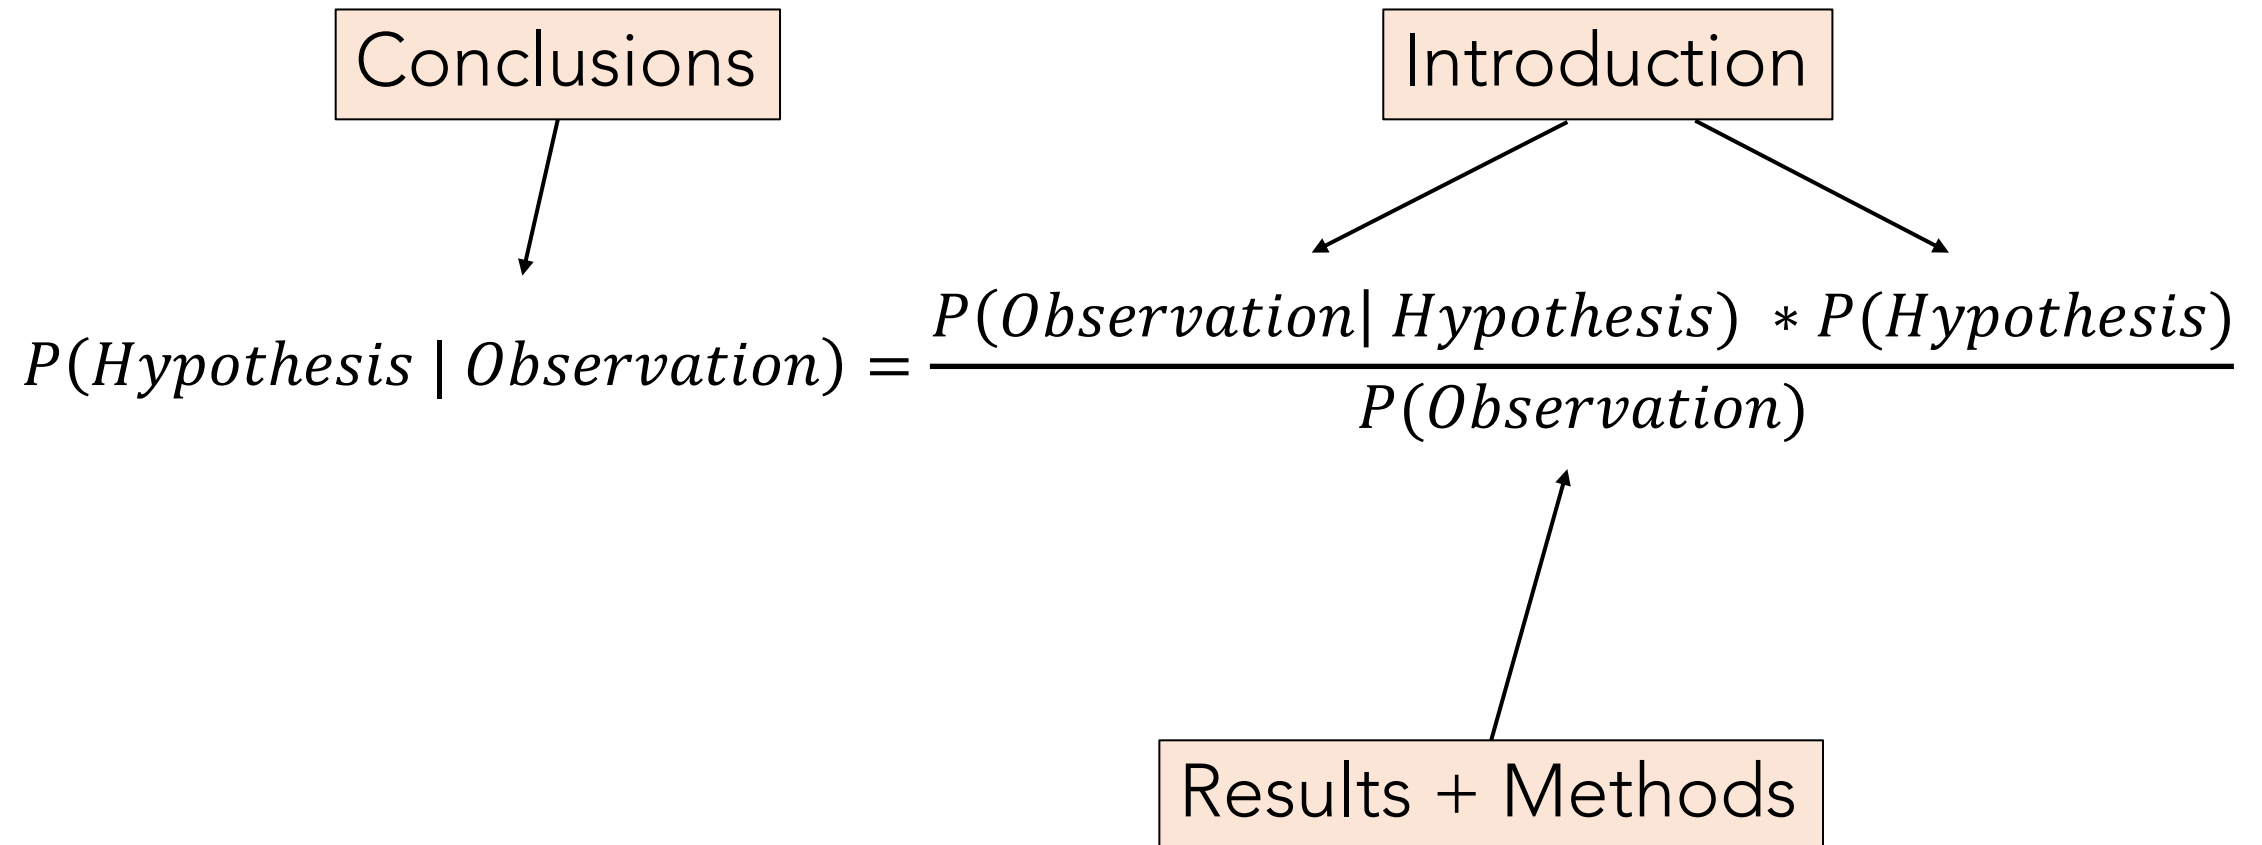 Conclusions
Introduction
P(Hypothesis | Observation) = P(Observation| Hypothesis) * P(Hypothesis)
P(Observation)
Results + Methods